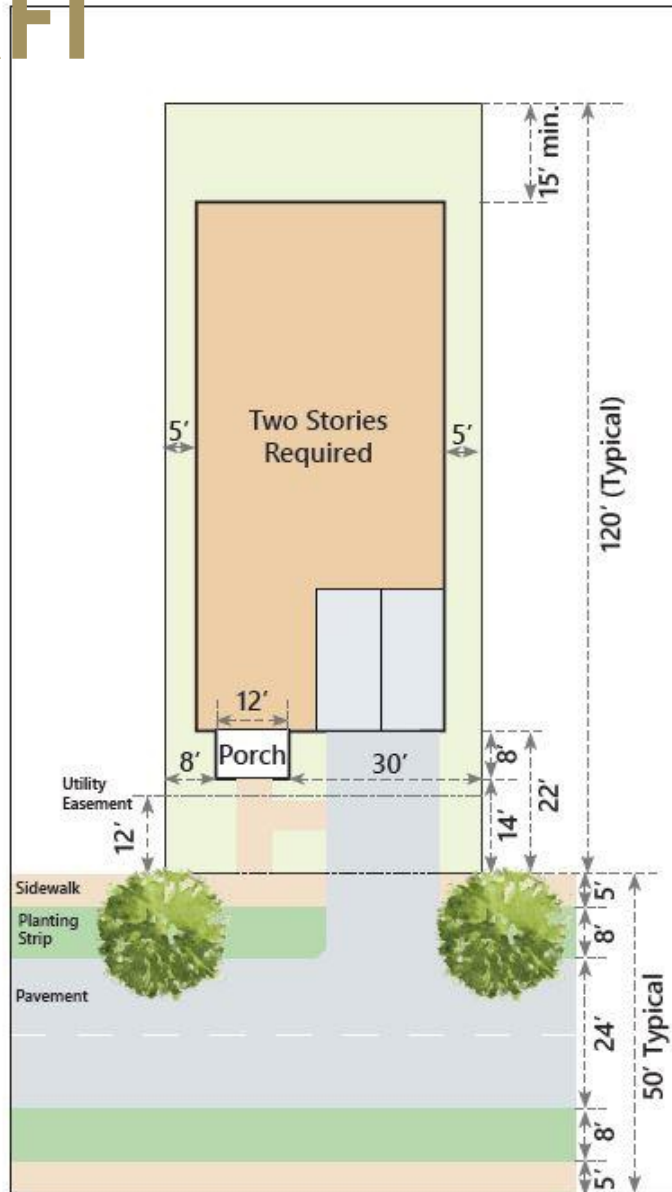 15’ min.
5’
Two Stories
Required
5’
120’ (Typical)
12’
Porch
8’
30’
8’
22’
14’
Utility
Easement
12’
Sidewalk
5’
Planting
Strip
8’
Pavement
24’
50’ Typical
8’
5’